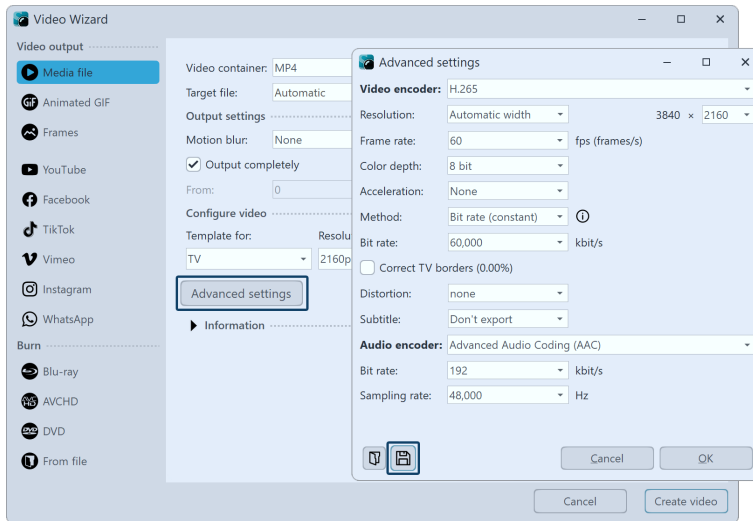 Video Wizard
Video output
Media file
GIF Animated GIF
Frames
YouTube
Facebook
TikTok
Vimeo
Instagram
WhatsApp
Burn
Blu-ray
AVCHD
DVD
From file
Video container: MP4
Target file: Automatic
Output settings
Motion blur: None
Output completely
From: 0
Configure video
Template for: Resolu
TV 2160p
Advanced settings
Information
Cancel Create video
Advanced settings
Video encoder: H.265
Resolution: Automatic width 3840 × 2160
Frame rate: 60 fps (frames/s)
Color depth: 8 bit
Acceleration: None
Method: Bit rate (constant)
Bit rate: 60,000 kbit/s
Correct TV borders (0.00%)
Distortion: none
Subtitle: Don't export
Audio encoder: Advanced Audio Coding (AAC)
Bit rate: 192 kbit/s
Sampling rate: 48,000 Hz
Cancel OK